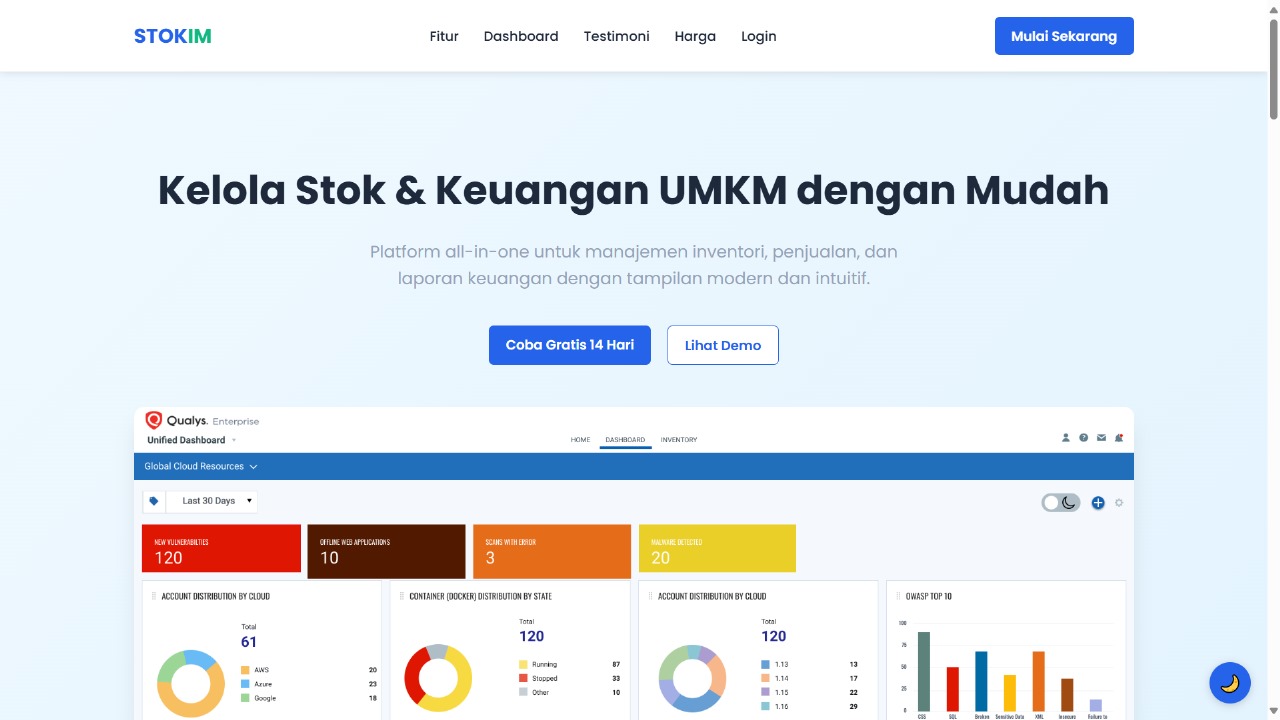 STOKIM
Fitur Dashboard Testimoni Harga Login
Mulai Sekarang
Kelola Stok & Keuangan UMKM dengan Mudah
Platform all-in-one untuk manajemen inventori, penjualan, dan
laporan keuangan dengan tampilan modern dan intuitif.
Coba Gratis 14 Hari
Lihat Demo
Qualys. Enterprise
Unified Dashboard
HOME DASHBOARD INVENTORY
Global Cloud Resources
Last 30 Days
NEW VULNERABILTIES
120
OFFLINE WEB APPLICATIONS
10
SCANS WITH ERROR
3
MALWARE DETECTED
20
ACCOUNT DISTRIBUTION BY CLOUD
Total
61
AWS 20
Azure 23
Google 18
CONTAINER (DOCKER) DISTRIBUTION BY STATE
Total
120
Running 87
Stopped 33
Other 10
ACCOUNT DISTRIBUTION BY CLOUD
Total
120
1.13 13
1.14 17
1.15 22
1.16 29
OWASP TOP 10
100
75
50
25
0
CSS SQL Broken Sensitive Data XML Insecure Failure to